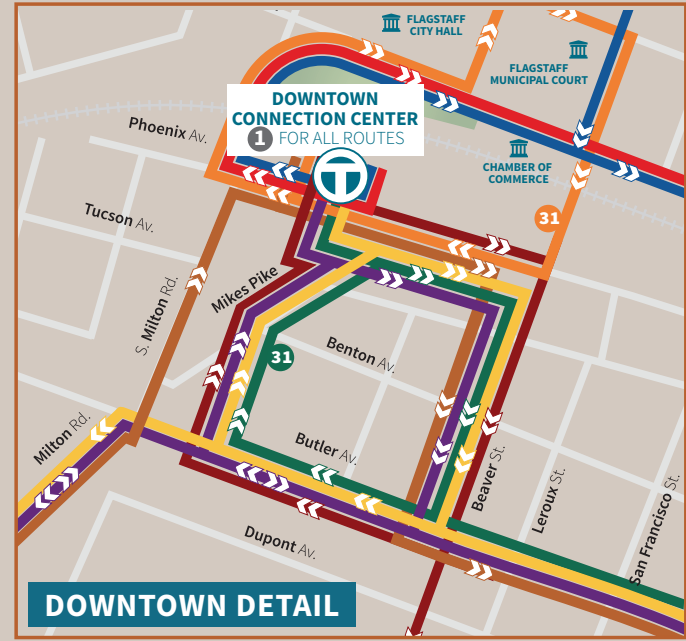 FLAGSTAFF
CITY HALL
FLAGSTAFF
MUNICIPAL COURT
DOWNTOWN
CONNECTION CENTER
1 FOR ALL ROUTES
T
CHAMBER OF
COMMERCE
Phoenix Av.
Tucson Av.
31
S. Milton Rd.
Mikes Pike
Benton Av.
31
Milton Rd.
Butler Av.
Beaver St.
Leroux St.
San Francisco St.
Dupont Av.
DOWNTOWN DETAIL